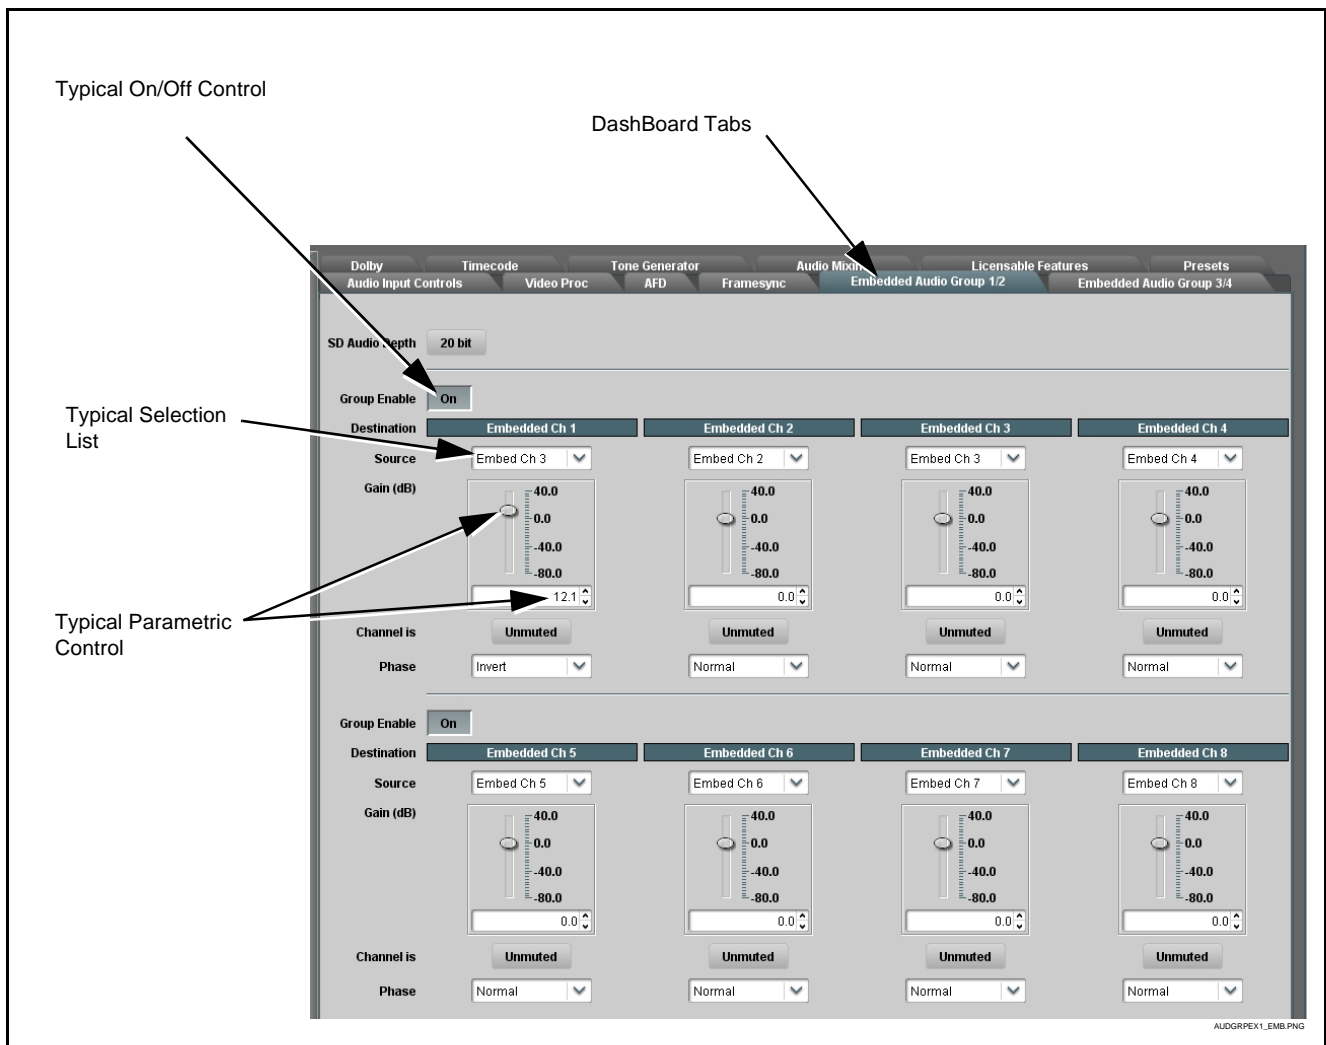 Typical On/Off Control
DashBoard Tabs
Dolby Timecode Tone Generator Audio Mixin Licensable Features Presets
Audio Input Controls Video Proc AFD Framesync Embedded Audio Group 1/2 Embedded Audio Group 3/4
SD Audio Depth 20 bit
Group Enable On
Typical Selection
List
Destination Embedded Ch 1 Embedded Ch 2 Embedded Ch 3 Embedded Ch 4
Source Embed Ch 3 Embed Ch 2 Embed Ch 3 Embed Ch 4
Gain (dB) 40.0 40.0 40.0 40.0
0.0 0.0 0.0 0.0
-40.0 -40.0 -40.0 -40.0
-80.0 -80.0 -80.0 -80.0
12.1 0.0 0.0 0.0
Typical Parametric
Control
Channel is Unmuted Unmuted Unmuted Unmuted
Phase Invert Normal Normal Normal
Group Enable On
Destination Embedded Ch 5 Embedded Ch 6 Embedded Ch 7 Embedded Ch 8
Source Embed Ch 5 Embed Ch 6 Embed Ch 7 Embed Ch 8
Gain (dB) 40.0 40.0 40.0 40.0
0.0 0.0 0.0 0.0
-40.0 -40.0 -40.0 -40.0
-80.0 -80.0 -80.0 -80.0
0.0 0.0 0.0 0.0
Channel is Unmuted Unmuted Unmuted Unmuted
Phase Normal Normal Normal Normal
AUDGRPEX1_EMB.PNG